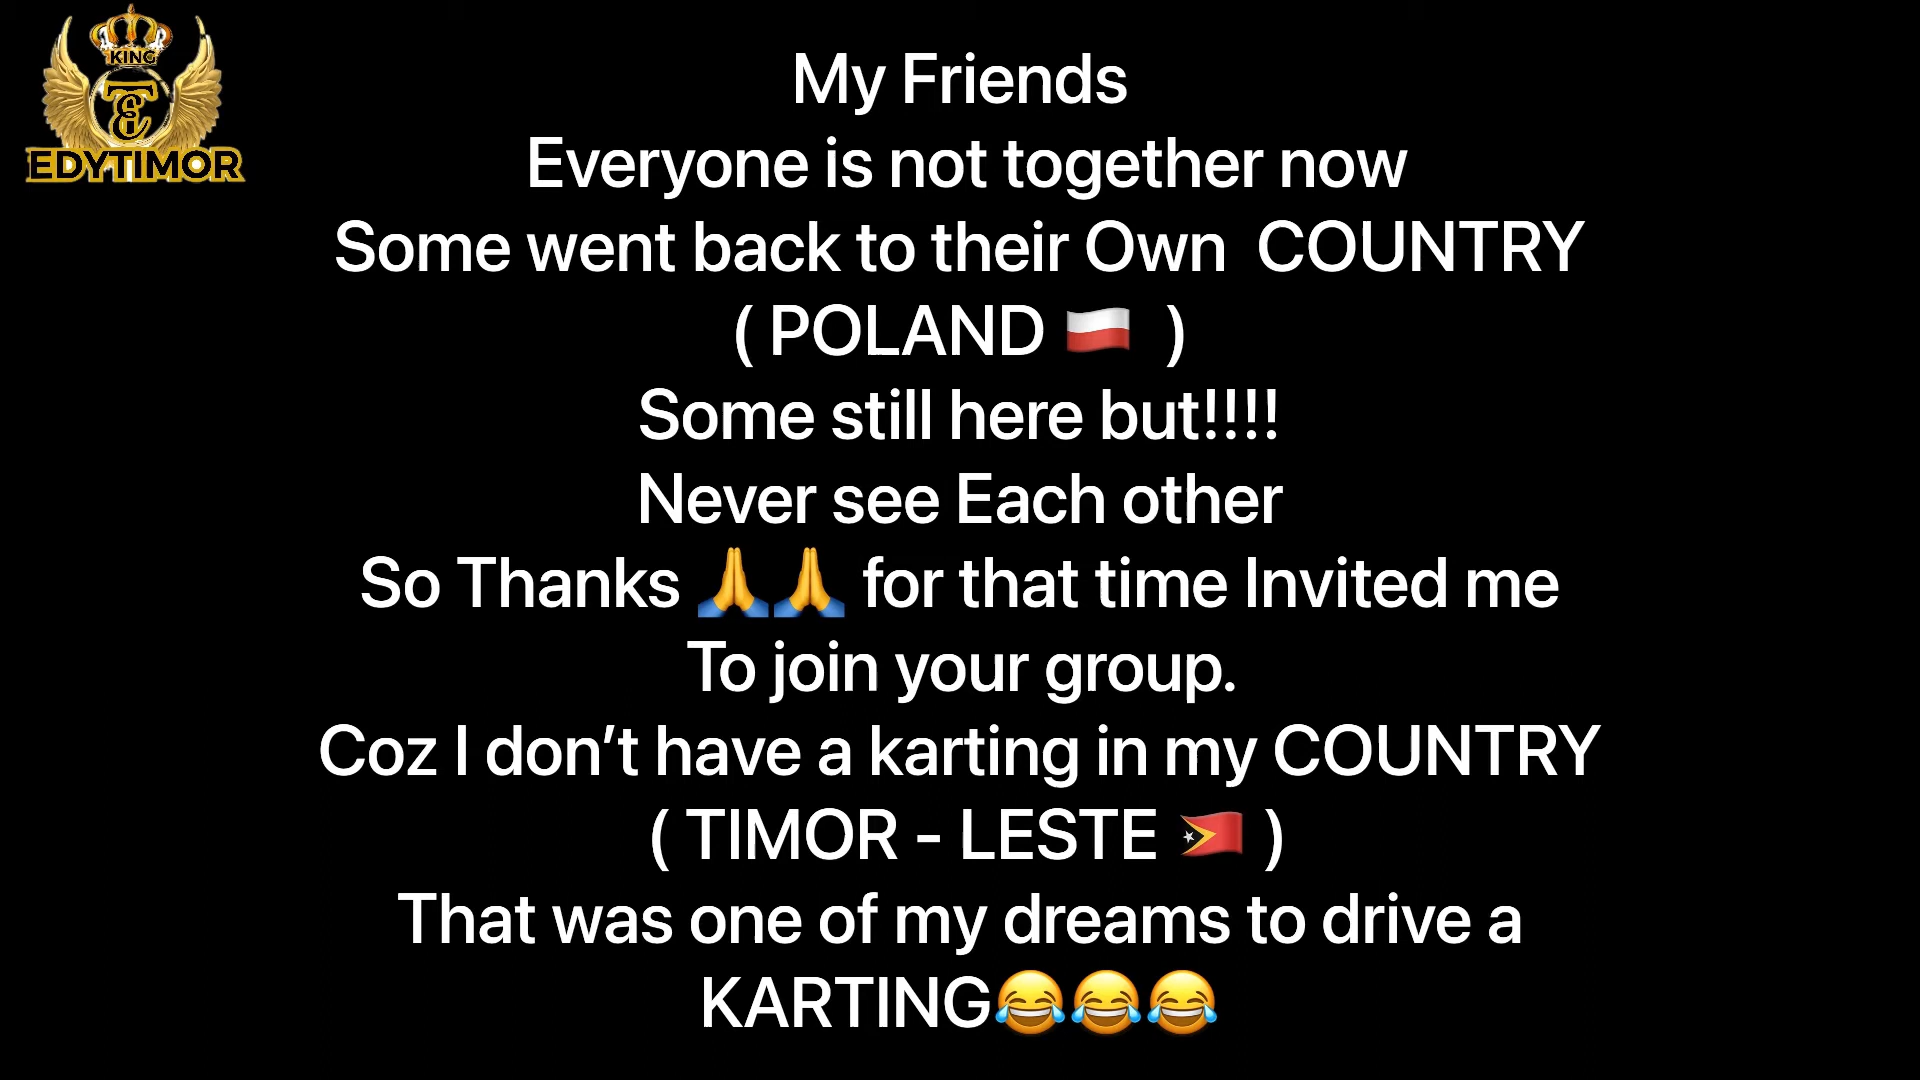 KING
TE
EDYTIMOR
My Friends
Everyone is not together now
Some went back to their Own  COUNTRY
( POLAND 🇵🇱 )
Some still here but!!!!
Never see Each other
So Thanks 🙏🙏 for that time Invited me
To join your group.
Coz I don’t have a karting in my COUNTRY
( TIMOR - LESTE 🇹🇱 )
That was one of my dreams to drive a
KARTING😂😂😂